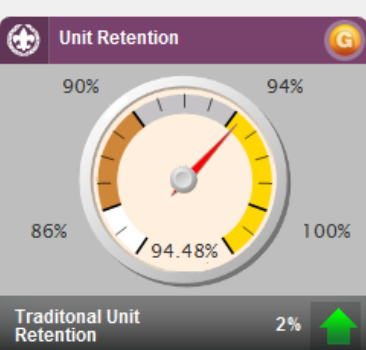 Unit Retention
G
90%
94%
86%
100%
94.48%
Traditonal Unit
Retention
2%